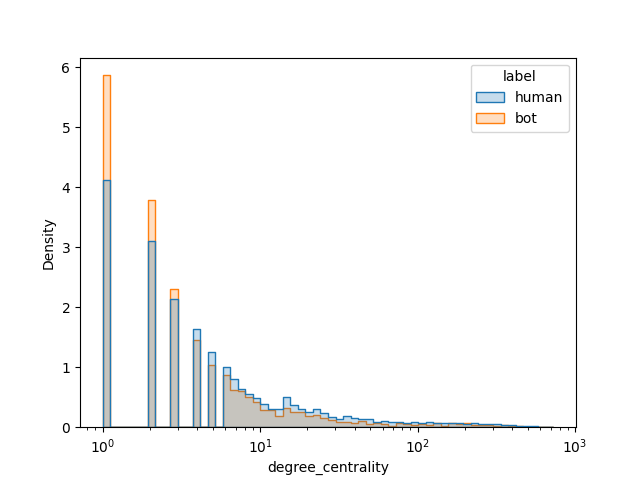 label
human
bot
6
5
4
3
2
1
0
Density
10⁰
10¹
10²
10³
degree_centrality